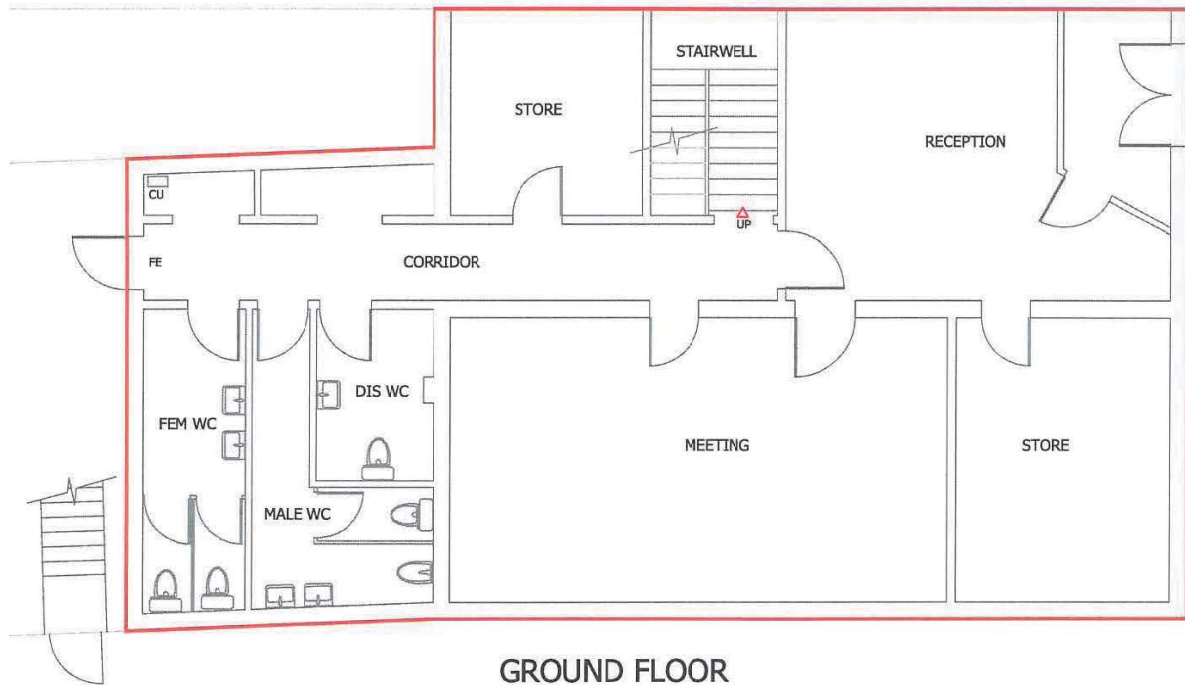 STAIRWELL
STORE
RECEPTION
CU
UP
FE
CORRIDOR
DIS WC
FEM WC
MEETING
STORE
MALE WC
GROUND FLOOR